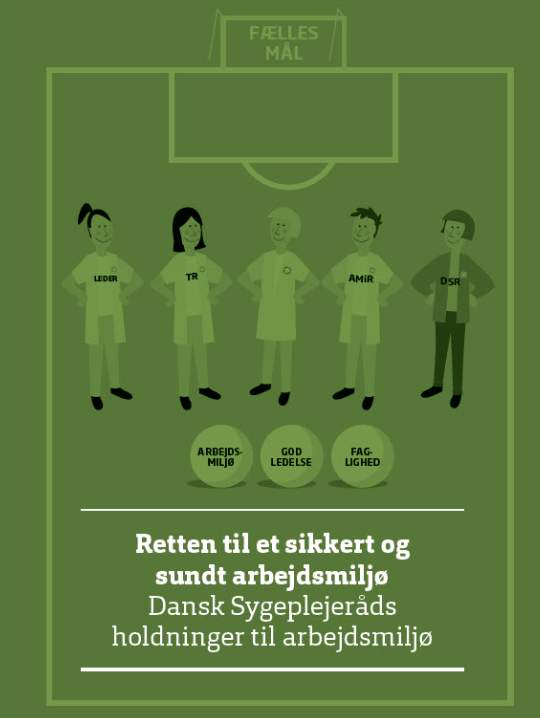 FÆLLES
MÅL
LEDER
TR
AMiR
DSR
ARBEJDS-
MILJØ
GOD
LEDELSE
FAG-
LIGHED
Retten til et sikkert og
sundt arbejdsmiljø
Dansk Sygeplejeråds
holdninger til arbejdsmiljø